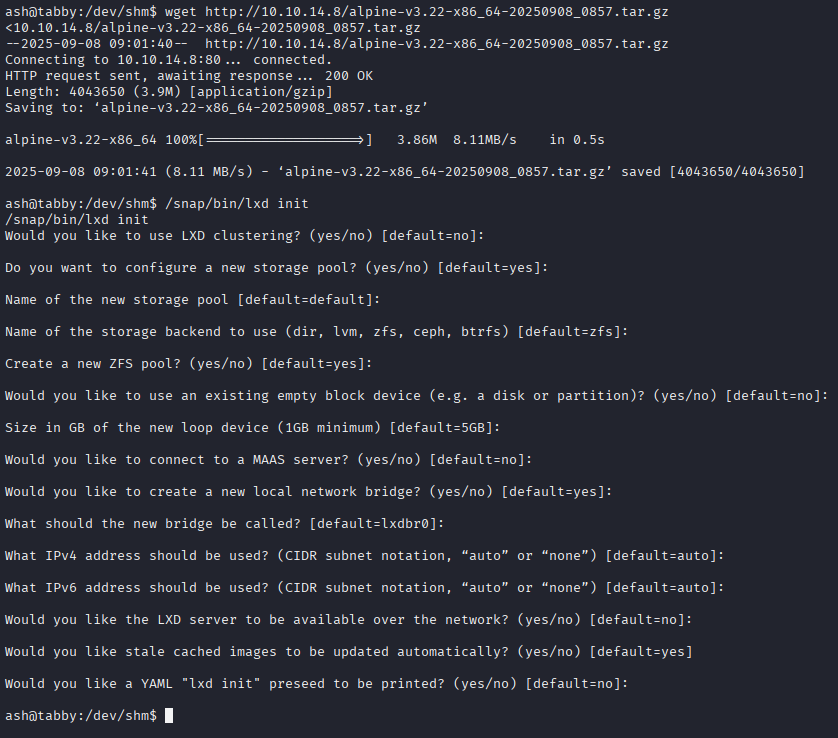 ash@tabby:/dev/shm$ wget http://10.10.14.8/alpine-v3.22-x86_64-20250908_0857.tar.gz
<10.10.14.8/alpine-v3.22-x86_64-20250908_0857.tar.gz
--2025-09-08 09:01:40--  http://10.10.14.8/alpine-v3.22-x86_64-20250908_0857.tar.gz
Connecting to 10.10.14.8:80... connected.
HTTP request sent, awaiting response... 200 OK
Length: 4043650 (3.9M) [application/gzip]
Saving to: ‘alpine-v3.22-x86_64-20250908_0857.tar.gz’
alpine-v3.22-x86_64 100%[===================>]   3.86M  8.11MB/s    in 0.5s
2025-09-08 09:01:41 (8.11 MB/s) - ‘alpine-v3.22-x86_64-20250908_0857.tar.gz’ saved [4043650/4043650]
ash@tabby:/dev/shm$ /snap/bin/lxd init
/snap/bin/lxd init
Would you like to use LXD clustering? (yes/no) [default=no]:
Do you want to configure a new storage pool? (yes/no) [default=yes]:
Name of the new storage pool [default=default]:
Name of the storage backend to use (dir, lvm, zfs, ceph, btrfs) [default=zfs]:
Create a new ZFS pool? (yes/no) [default=yes]:
Would you like to use an existing empty block device (e.g. a disk or partition)? (yes/no) [default=no]:
Size in GB of the new loop device (1GB minimum) [default=5GB]:
Would you like to connect to a MAAS server? (yes/no) [default=no]:
Would you like to create a new local network bridge? (yes/no) [default=yes]:
What should the new bridge be called? [default=lxdbr0]:
What IPv4 address should be used? (CIDR subnet notation, “auto” or “none”) [default=auto]:
What IPv6 address should be used? (CIDR subnet notation, “auto” or “none”) [default=auto]:
Would you like the LXD server to be available over the network? (yes/no) [default=no]:
Would you like stale cached images to be updated automatically? (yes/no) [default=yes]
Would you like a YAML "lxd init" preseed to be printed? (yes/no) [default=no]:
ash@tabby:/dev/shm$